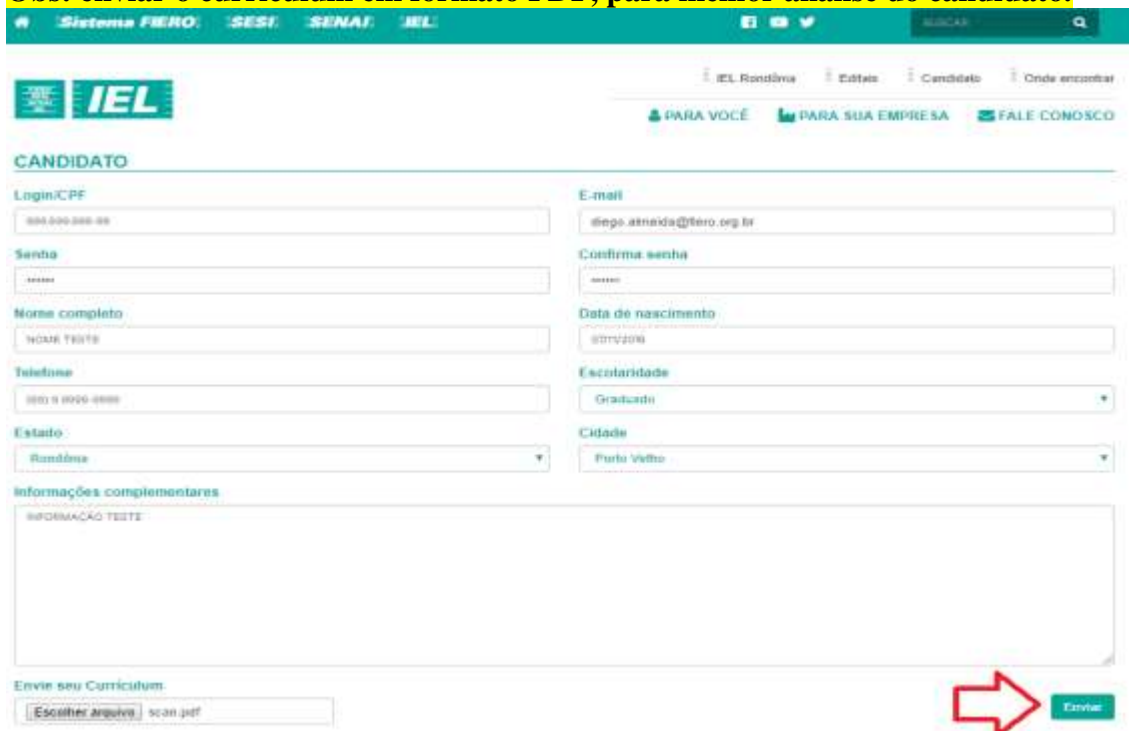 Obs: enviar o curriculum em formato PDF, para melhor análise do candidato.
Sistema FIERO SESI SENAI IEL BUSCAR
IEL Rondônia Editais Candidato Onde encontrar
IEL
PARA VOCÊ PARA SUA EMPRESA FALE CONOSCO
CANDIDATO
Login/CPF E-mail
diego.almeida@fiero.org.br
Senha Confirma senha
Nome completo Data de nascimento
NOME TESTE
Telefone Escolaridade
Graduado
Estado Cidade
Rondônia Porto Velho
Informações complementares
INFORMAÇÃO TESTE
Envie seu Curriculum
Escolher arquivo scan.pdf Enviar